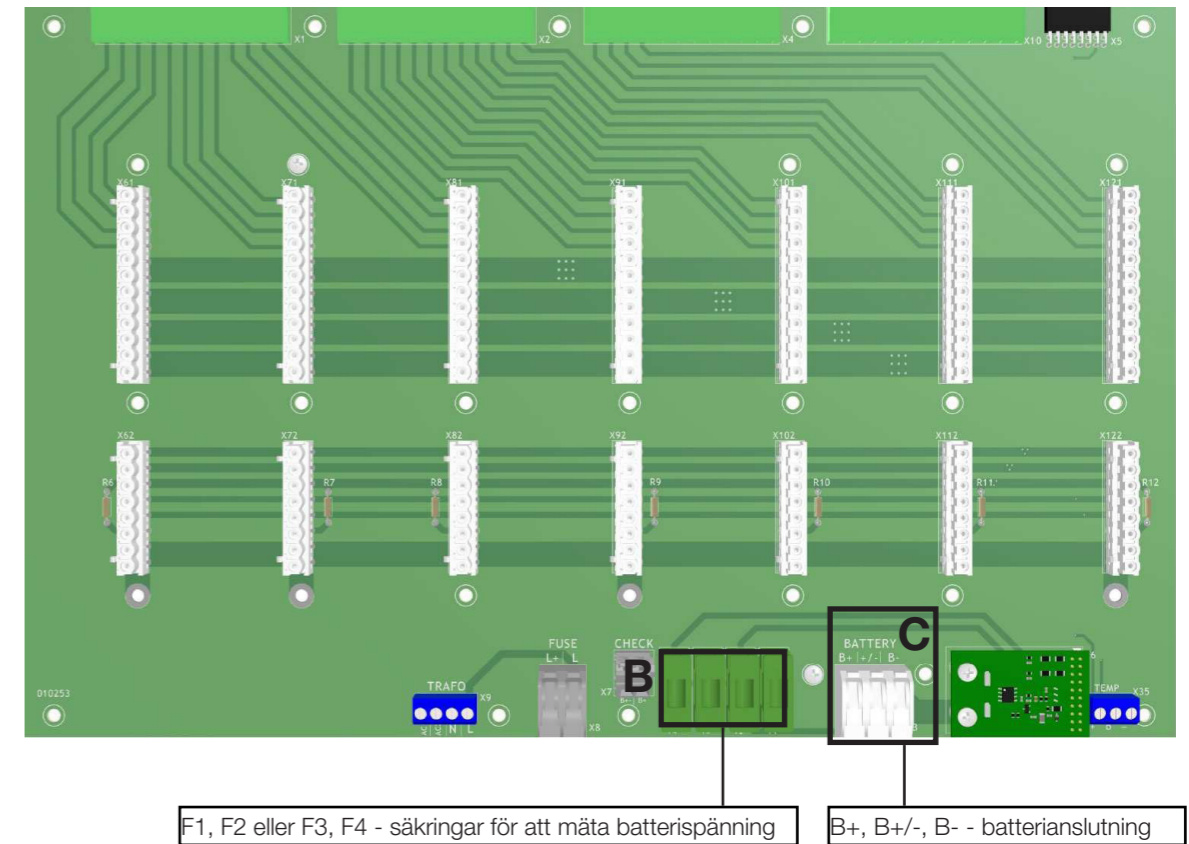 X1
X2
X4
X10
X5
X61
X71
X81
X91
X101
X111
X121
X62
X72
X82
X92
X102
X112
X122
R6
R7
R8
R9
R10
R11
R12
FUSE
L+ L
CHECK
B
BATTERY
B+ +/- B-
C
TRAFO
X9
N L
X7
B+
X8
TEMP
X35
010253
F1, F2 eller F3, F4 - säkringar för att mäta batterispänning
B+, B+/-, B- - batterianslutning